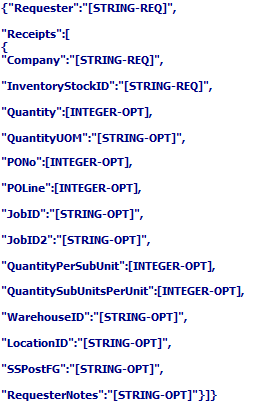 {"Requester":"[STRING-REQ]",
"Receipts":[
{
"Company":"[STRING-REQ]",
"InventoryStockID":"[STRING-REQ]",
"Quantity":[INTEGER-OPT],
"QuantityUOM":"[STRING-OPT]",
"PONo":[INTEGER-OPT],
"POLine":[INTEGER-OPT],
"JobID":"[STRING-OPT]",
"JobID2":"[STRING-OPT]",
"QuantityPerSubUnit":[INTEGER-OPT],
"QuantitySubUnitsPerUnit":[INTEGER-OPT],
"WarehouseID":"[STRING-OPT]",
"LocationID":"[STRING-OPT]",
"SSPostFG":"[STRING-OPT]",
"RequesterNotes":"[STRING-OPT]"}]}